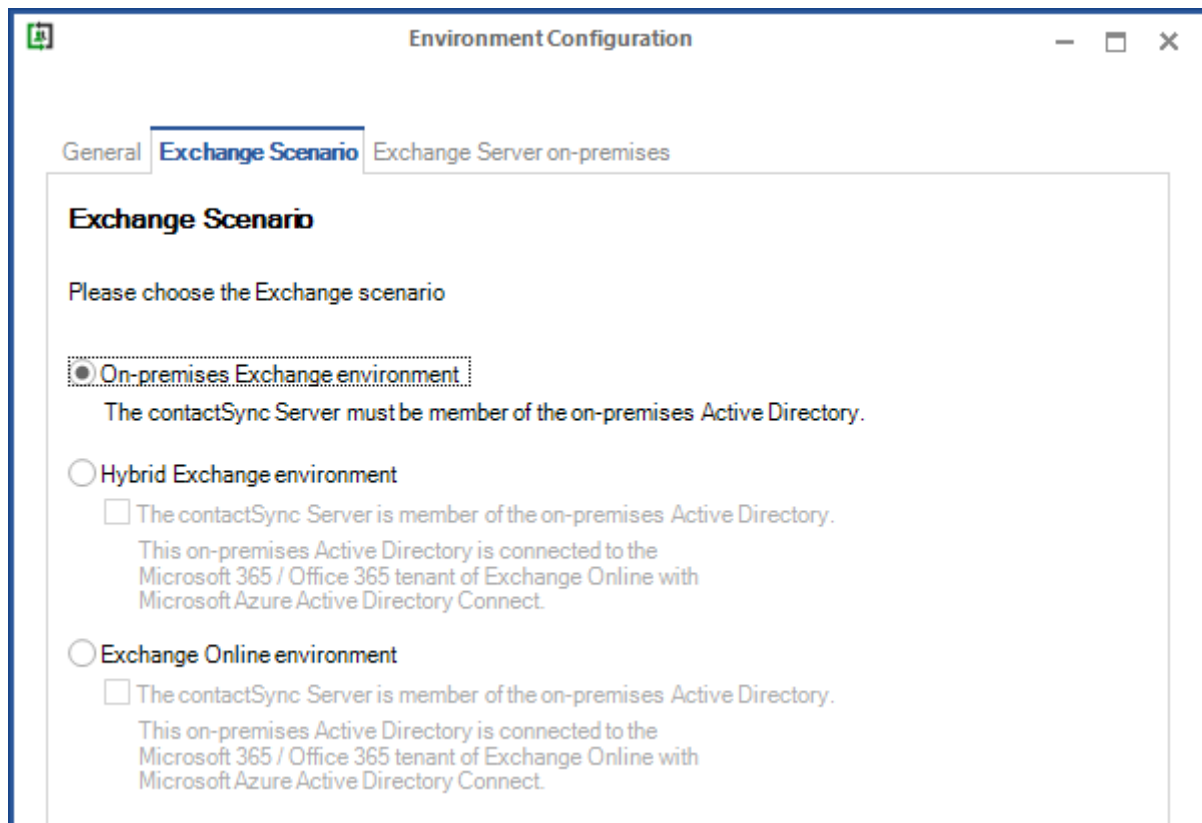 Environment Configuration
General Exchange Scenario Exchange Server on-premises
Exchange Scenario
Please choose the Exchange scenario
On-premises Exchange environment
The contactSync Server must be member of the on-premises Active Directory.
Hybrid Exchange environment
The contactSync Server is member of the on-premises Active Directory.
This on-premises Active Directory is connected to the
Microsoft 365 / Office 365 tenant of Exchange Online with
Microsoft Azure Active Directory Connect.
Exchange Online environment
The contactSync Server is member of the on-premises Active Directory.
This on-premises Active Directory is connected to the
Microsoft 365 / Office 365 tenant of Exchange Online with
Microsoft Azure Active Directory Connect.